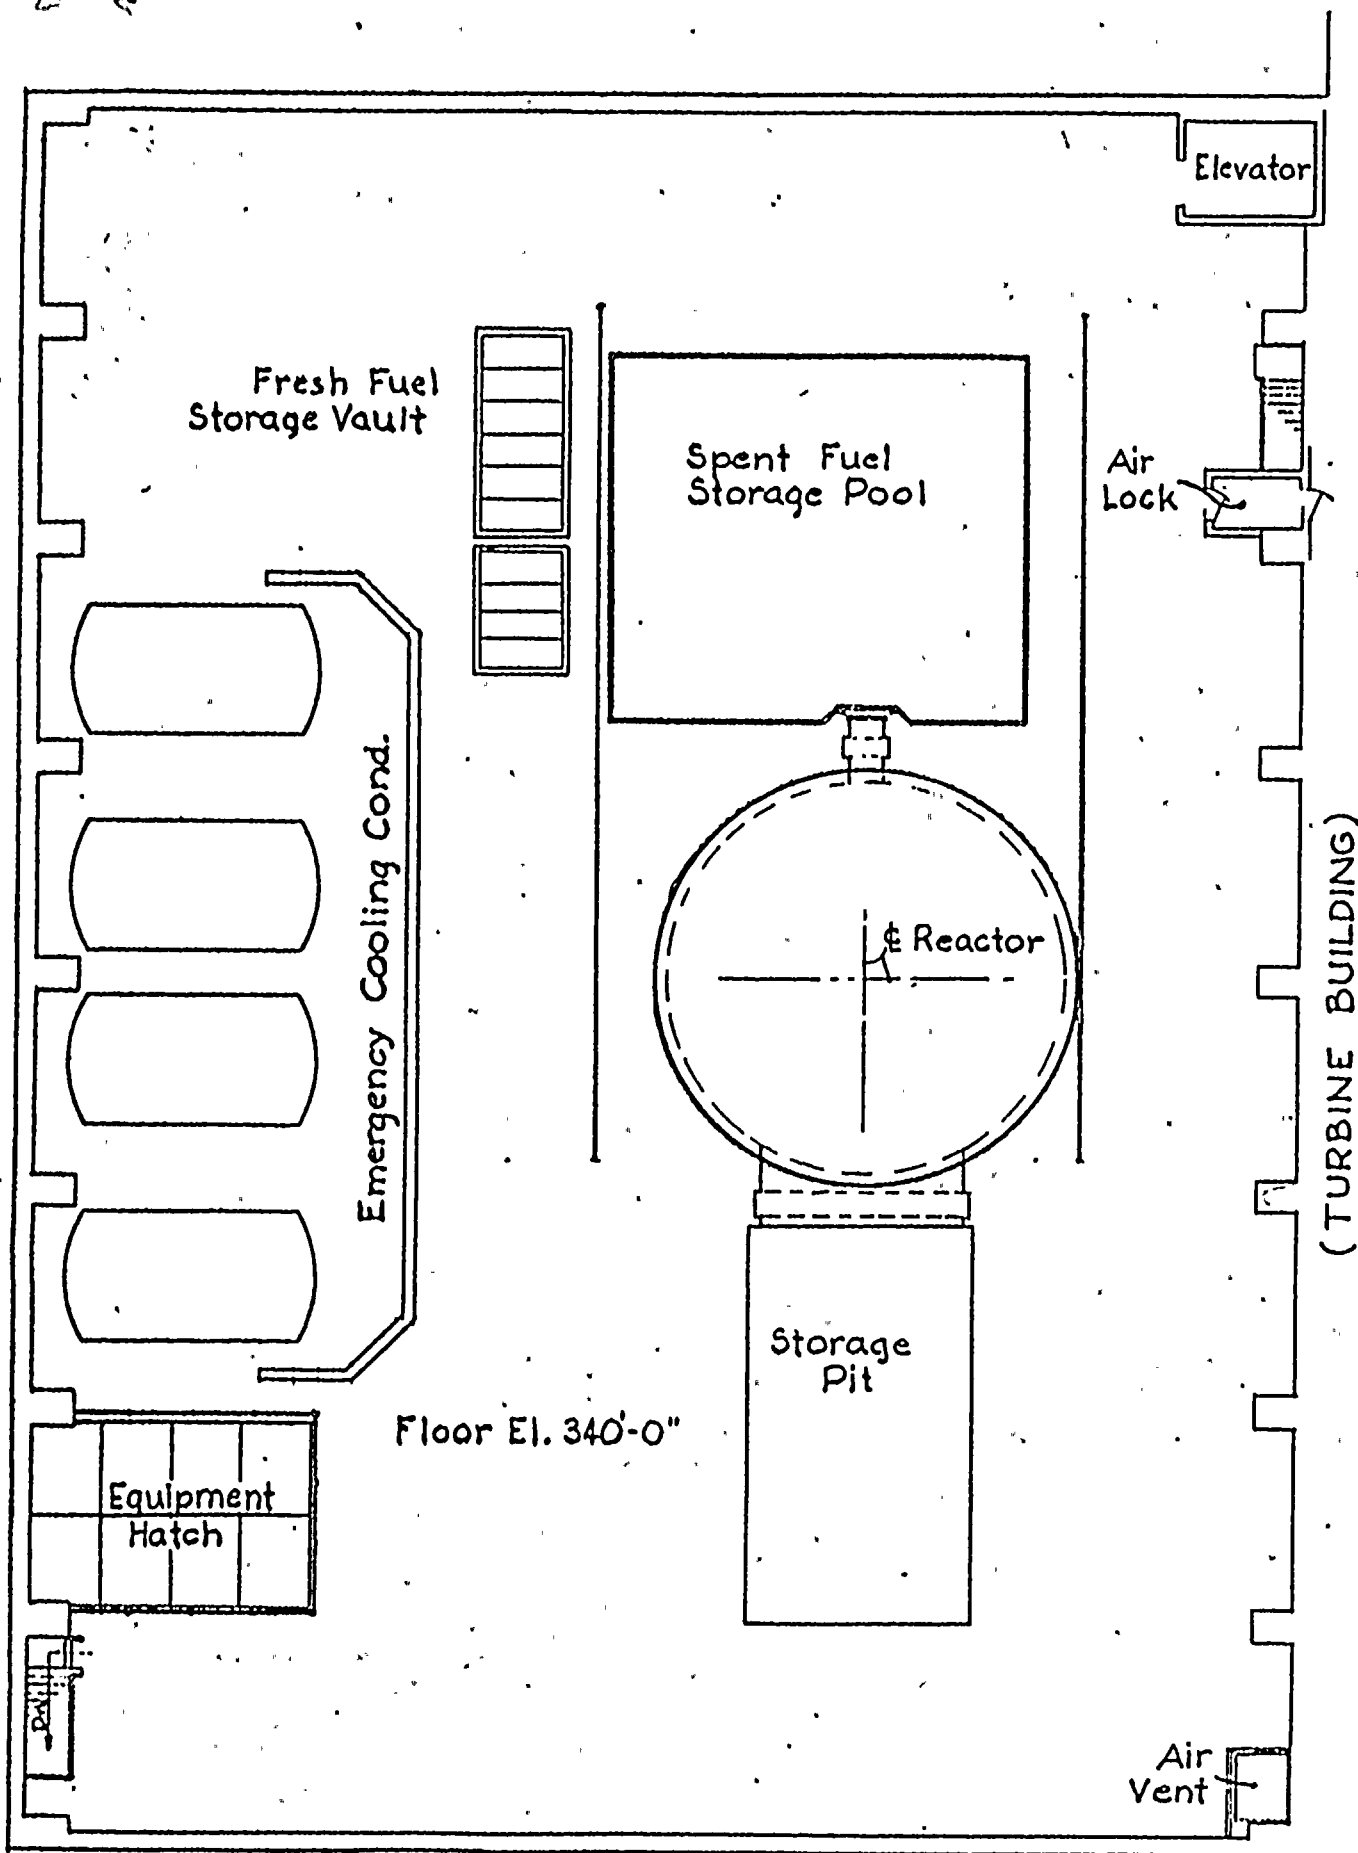 Elevator
Fresh Fuel
Storage Vault
Spent Fuel
Storage Pool
Air
Lock
Emergency Cooling Cond.
℄ Reactor
(TURBINE BUILDING)
Storage
Pit
Floor El. 340'-0"
Equipment
Hatch
Dn
Air
Vent